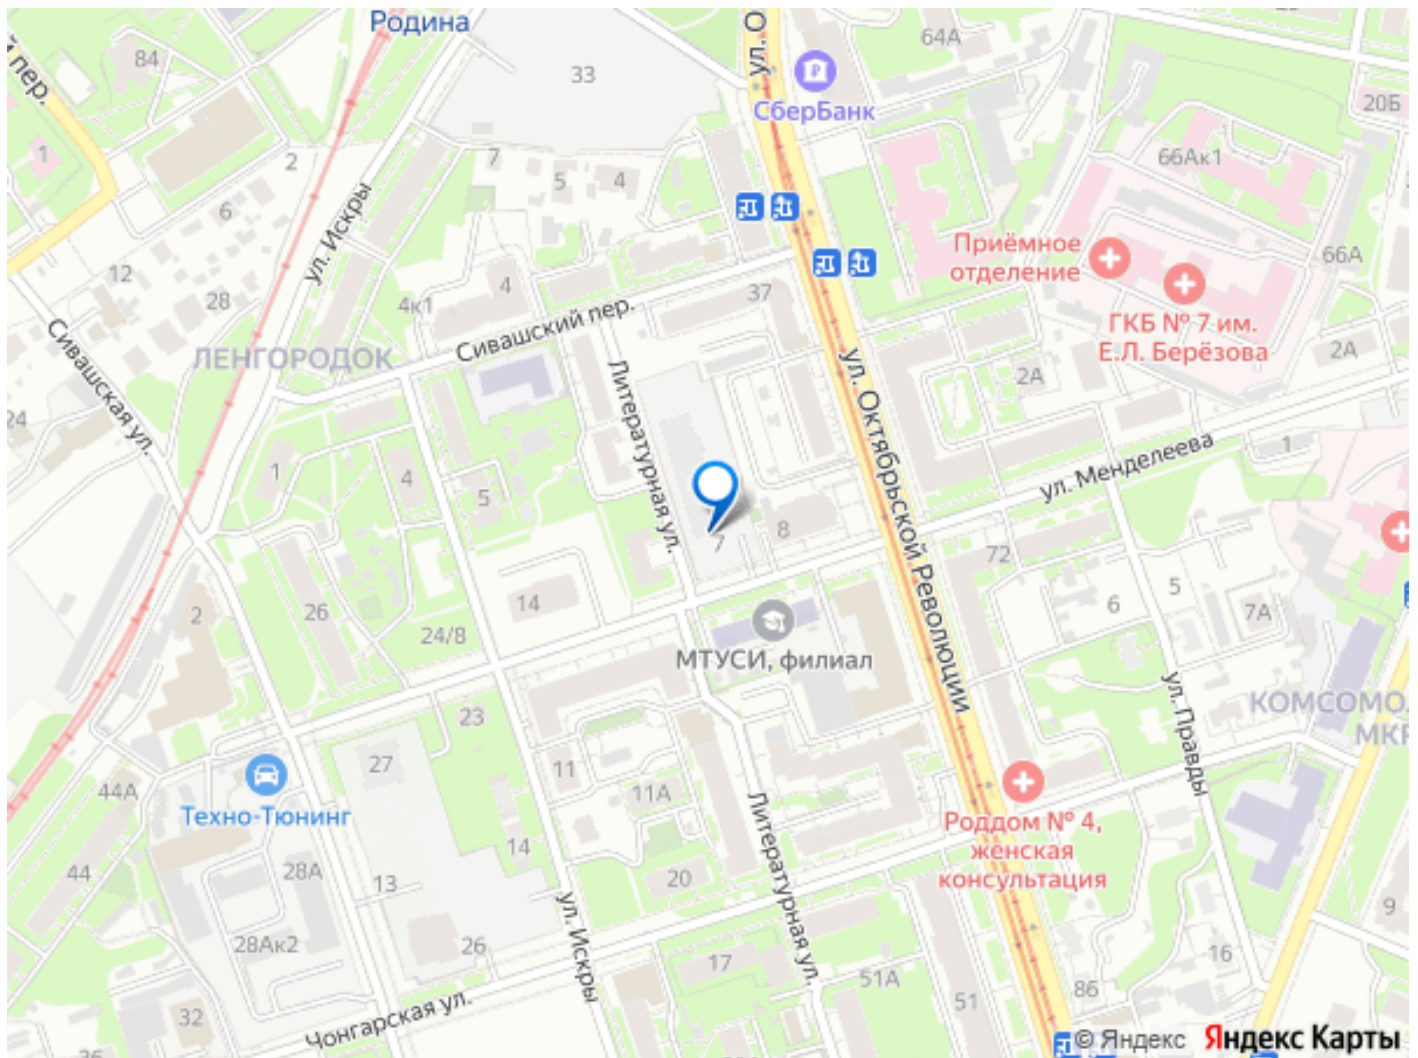 Родина
ул. О
64А
84
33
й пер.
СберБанк
20Б
1
2
7
5
4
66Ак1
6
ул. Искры
Приёмное
отделение
66А
12
28
4к1
4
37
ГКБ № 7 им.
Е.Л. Берёзова
Сивашский пер.
ЛЕНГОРОДОК
2А
2А
Сивашская ул.
Литературная ул.
ул. Октябрьской Революции
24
1
4
5
ул. Менделеева
1
7
8
72
14
26
2
24/8
МТУСИ, филиал
6
5
7А
ул. Правды
КОМСОМОЛ
МКР
23
27
11
11А
44А
Техно-Тюнинг
Литературная ул.
Роддом № 4,
женская
консультация
44
28А
13
14
20
ул. Искры
9
28Ак2
26
17
51А
16
51
86
Чонгарская ул.
32
© Яндекс Яндекс Карты